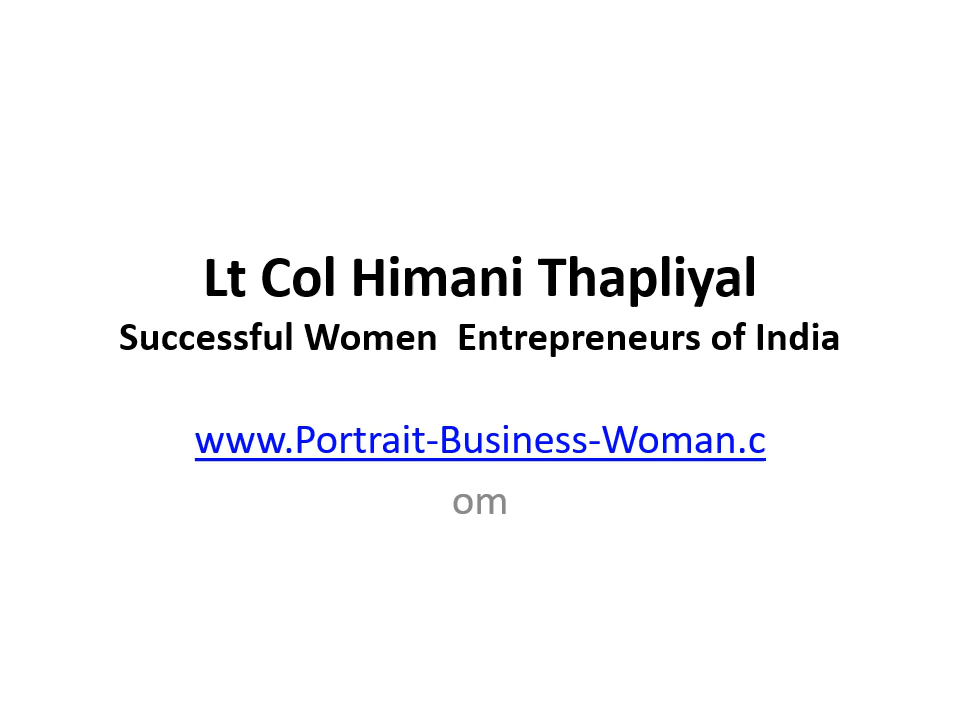 Lt Col Himani Thapliyal
Successful Women  Entrepreneurs of India
www.Portrait-Business-Woman.c
om